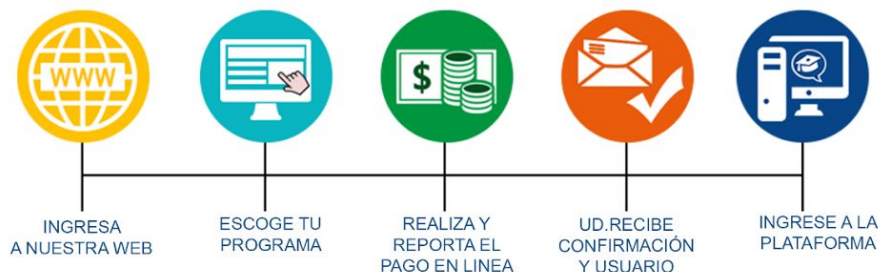 WWW
$
INGRESA
A NUESTRA WEB
ESCOGE TU
PROGRAMA
REALIZA Y
REPORTA EL
PAGO EN LINEA
UD.RECIBE
CONFIRMACIÓN
Y USUARIO
INGRESE A LA
PLATAFORMA